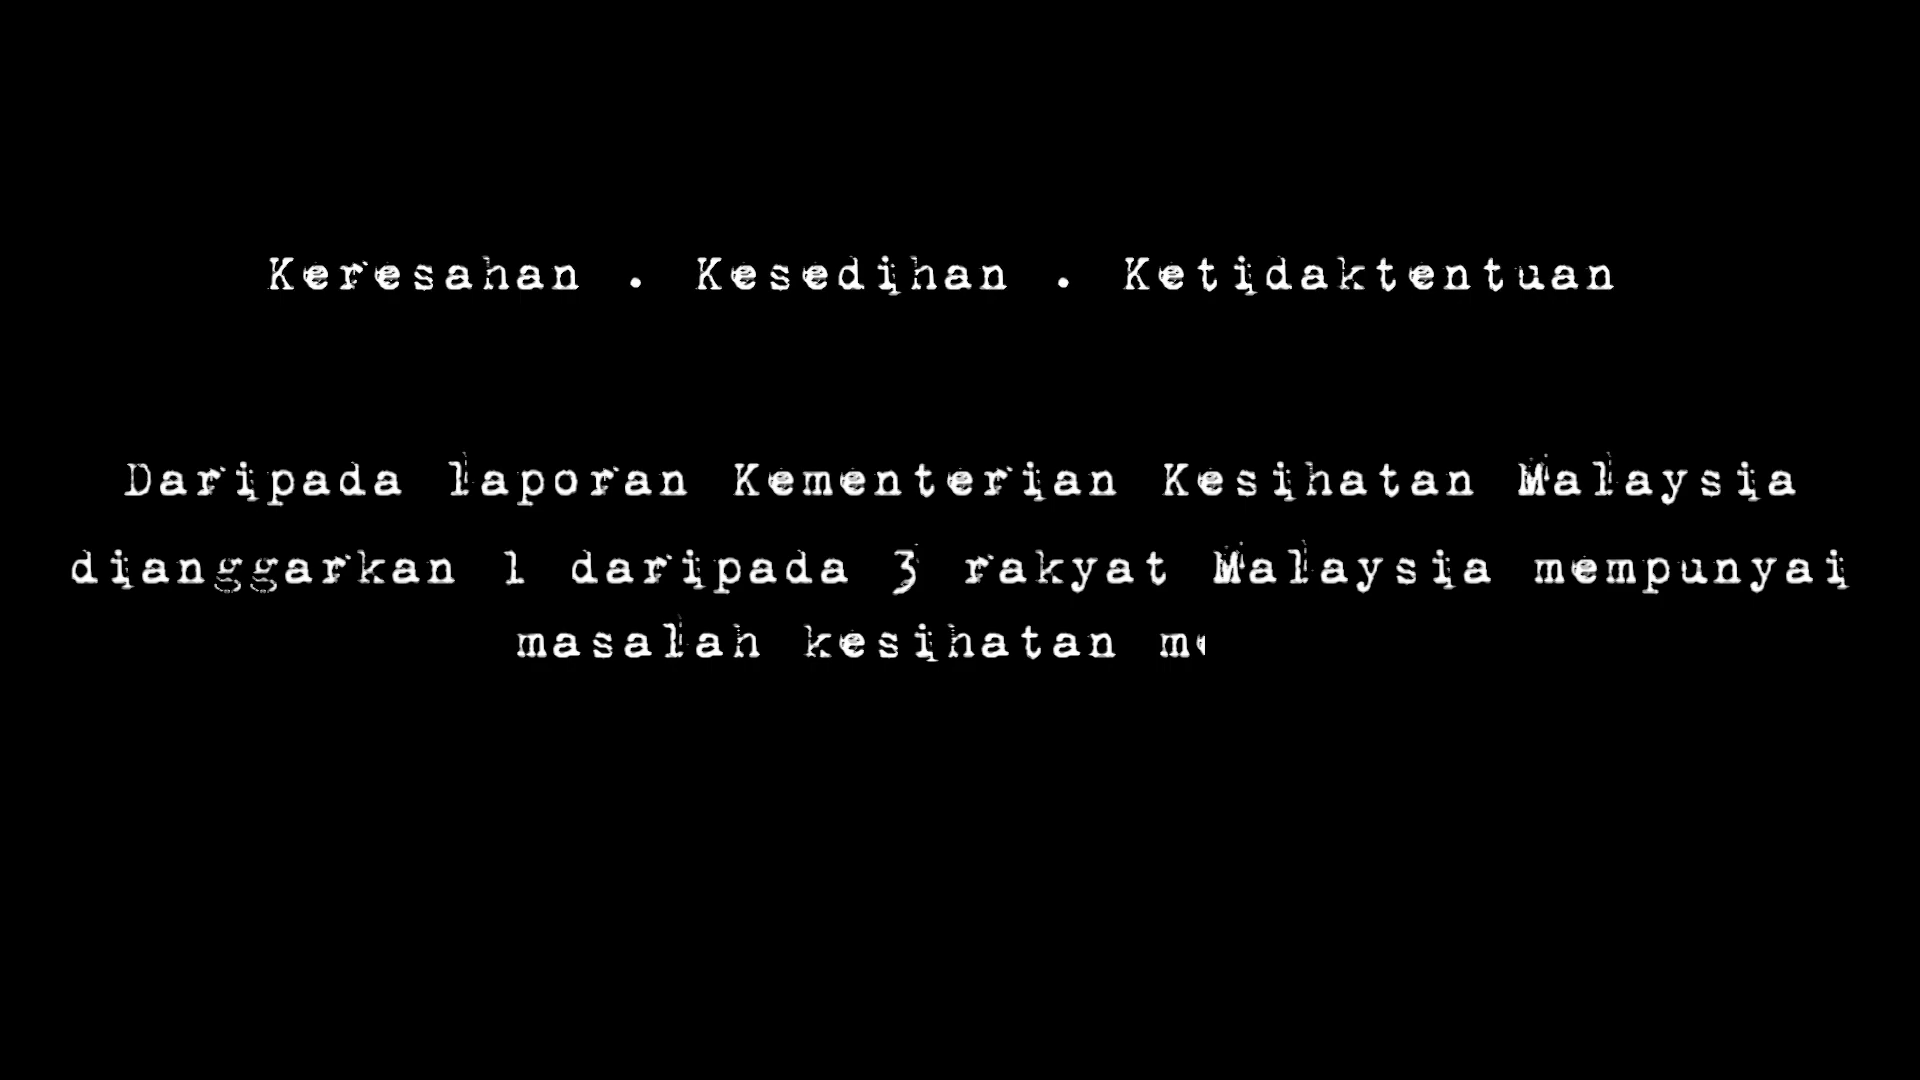 Keresahan . Kesedihan . Ketidaktentuan
Daripada laporan Kementerian Kesihatan Malaysia
dianggarkan 1 daripada 3 rakyat Malaysia mempunyai
masalah kesihatan